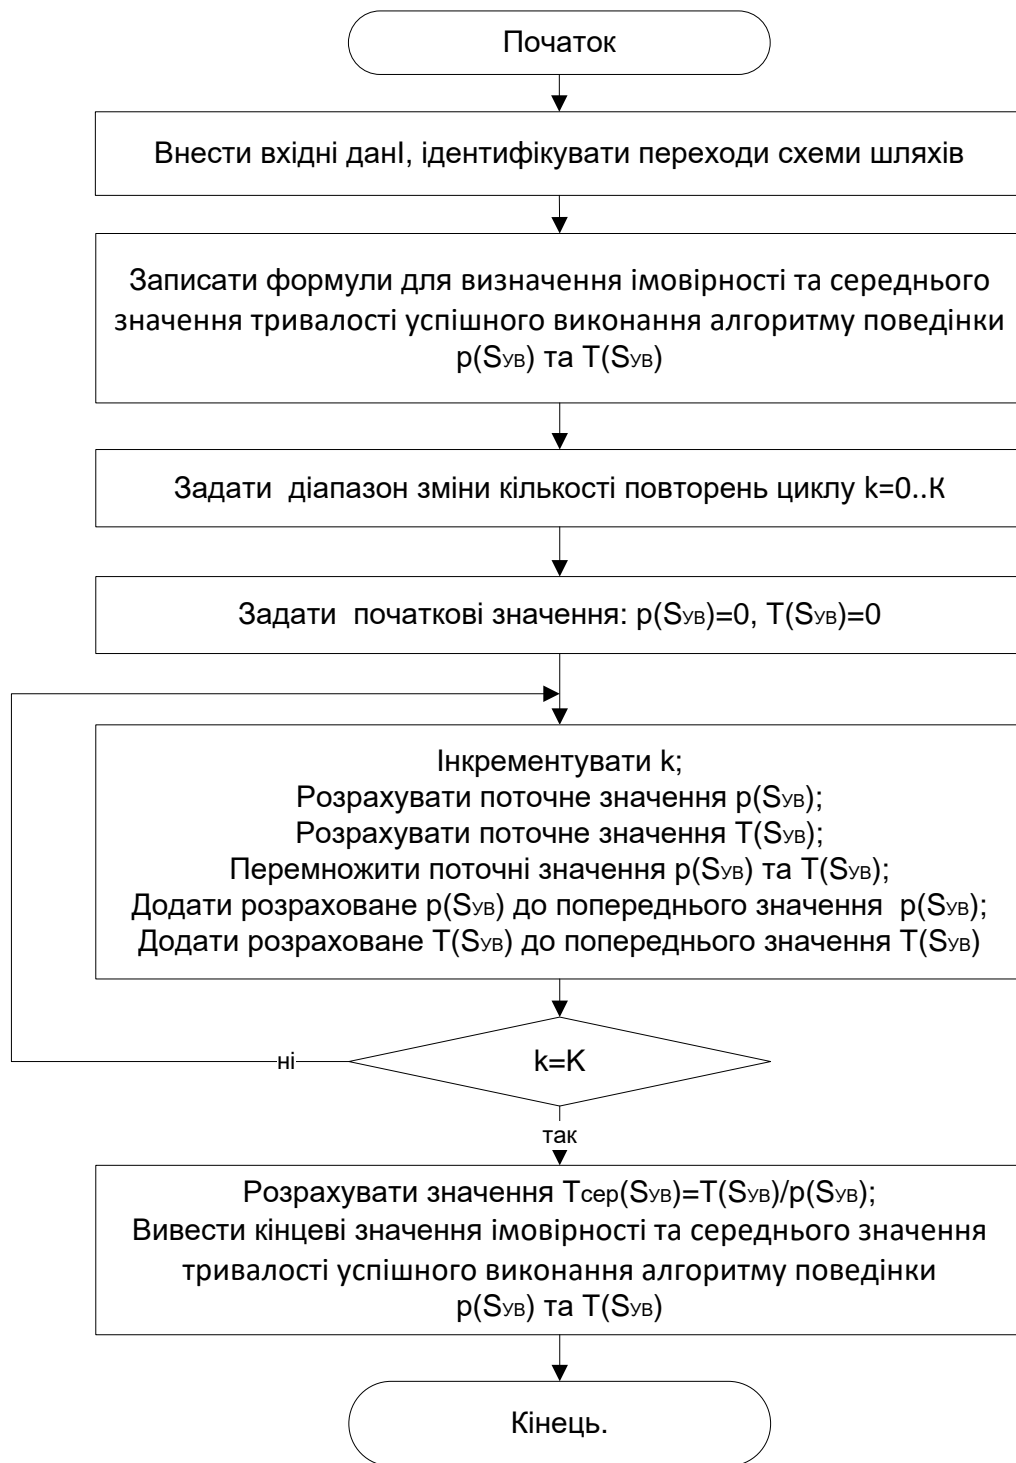 Початок
Внести вхідні данІ, ідентифікувати переходи схеми шляхів
Записати формули для визначення імовірності та середнього
значення тривалості успішного виконання алгоритму поведінки
p(SУВ) та T(SУВ)
Задати діапазон зміни кількості повторень циклу k=0..К
Задати початкові значення: p(SУВ)=0, T(SУВ)=0
Інкрементувати k;
Розрахувати поточне значення p(SУВ);
Розрахувати поточне значення T(SУВ);
Перемножити поточні значення p(SУВ) та T(SУВ);
Додати розраховане p(SУВ) до попереднього значення p(SУВ);
Додати розраховане T(SУВ) до попереднього значення T(SУВ)
ні
k=K
так
Розрахувати значення Tсер(SУВ)=T(SУВ)/p(SУВ);
Вивести кінцеві значення імовірності та середнього значення
тривалості успішного виконання алгоритму поведінки
p(SУВ) та T(SУВ)
Кінець.